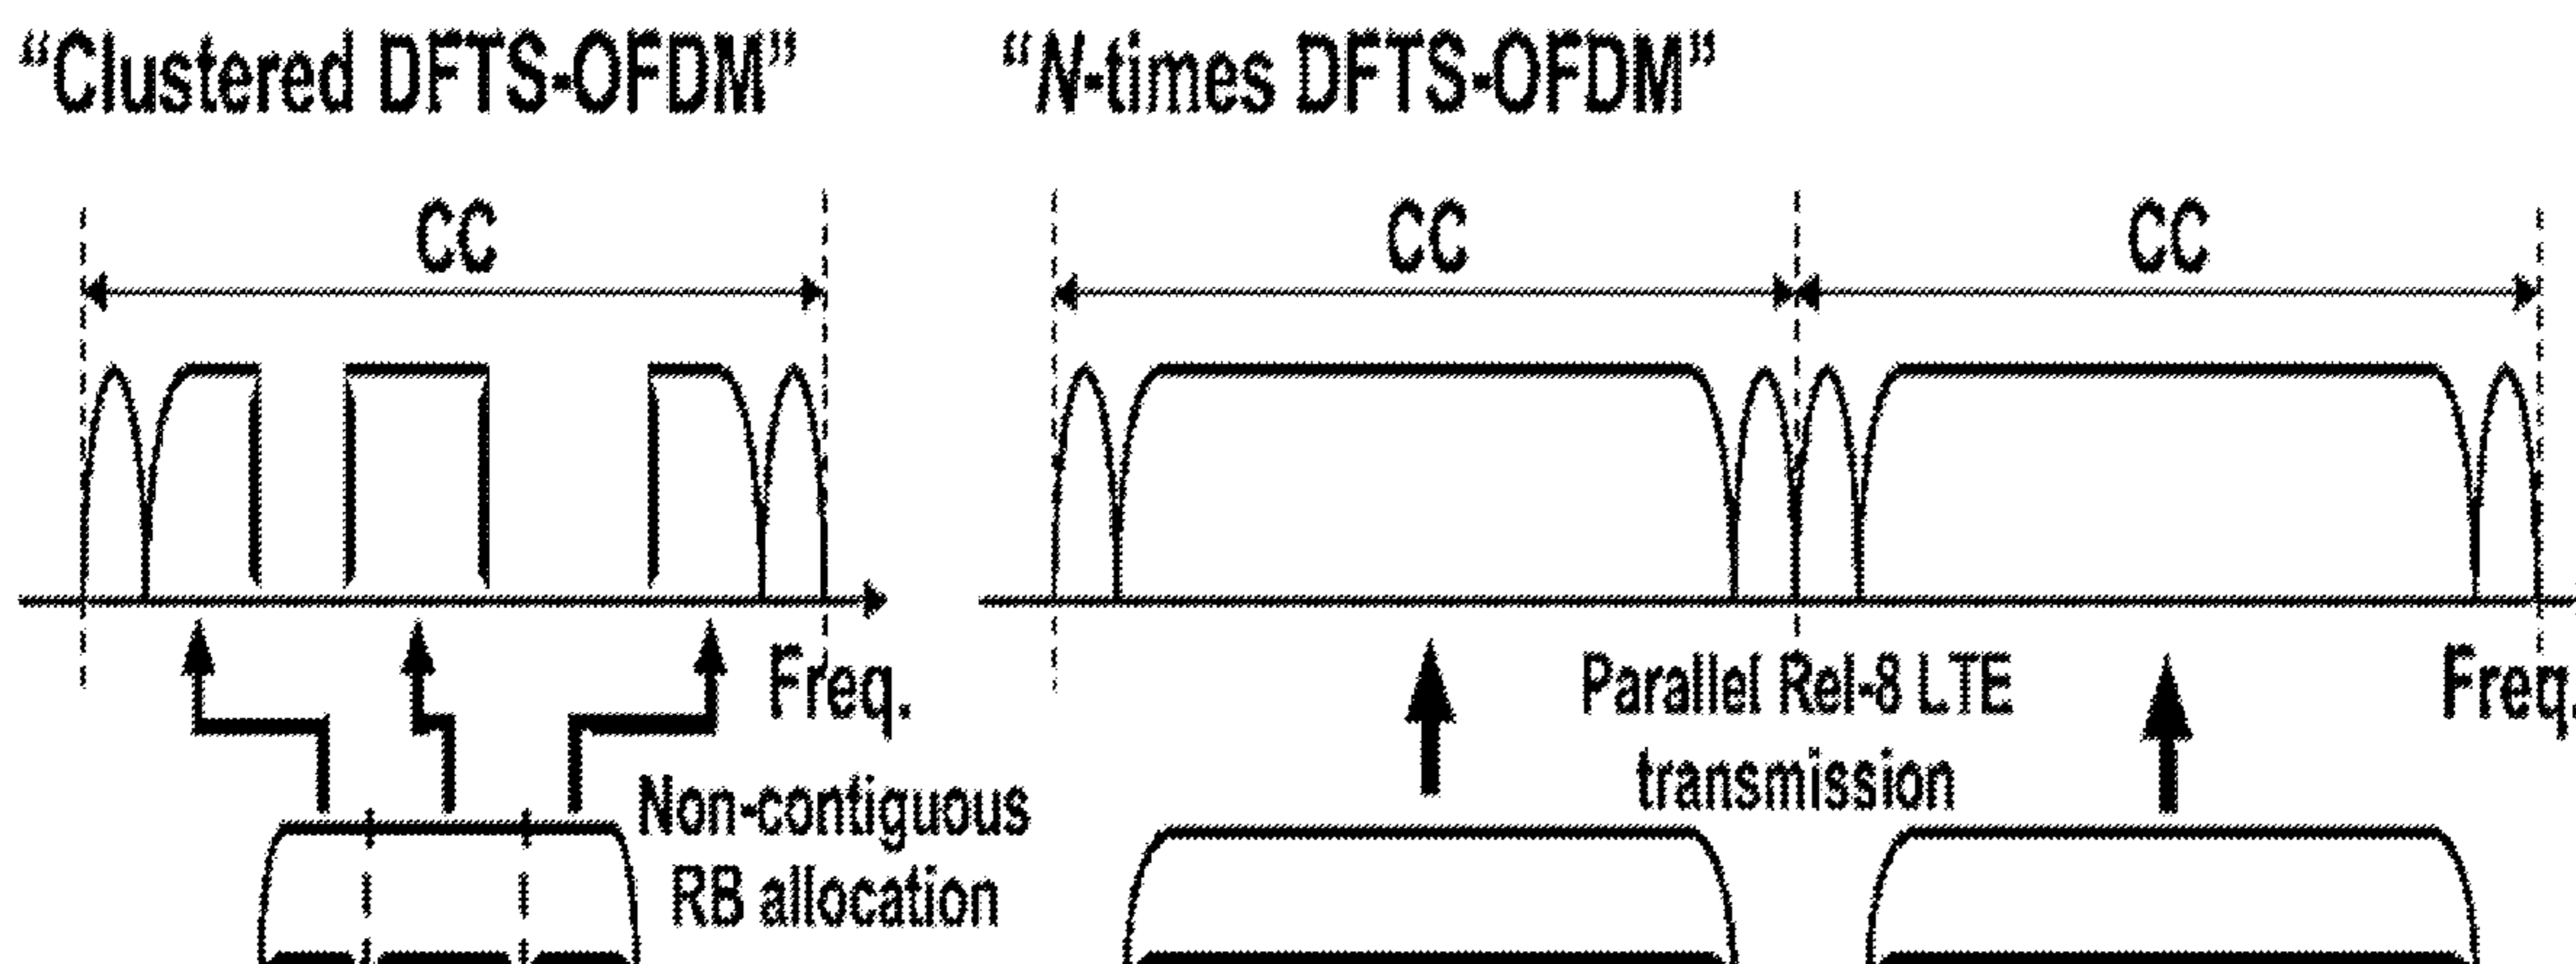 “Clustered DFTS-OFDM”
“N-times DFTS-OFDM”
CC
CC
CC
Freq.
Parallel Rel-8 LTE
transmission
Freq.
Non-contiguous
RB allocation